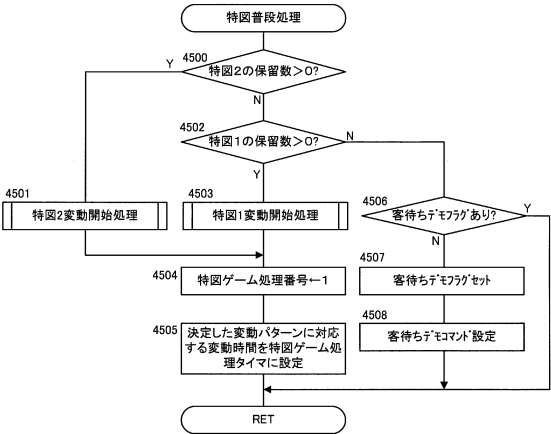 特図普段処理
4500
特図2の保留数>0?
Y
N
4502
特図1の保留数>0?
N
Y
4501
特図2変動開始処理
4503
特図1変動開始処理
4506
客待ちデモフラグあり?
Y
N
4504
特図ゲーム処理番号←1
4507
客待ちデモフラグセット
4505
決定した変動パターンに対応
する変動時間を特図ゲーム処
理タイマに設定
4508
客待ちデモコマンド設定
RET